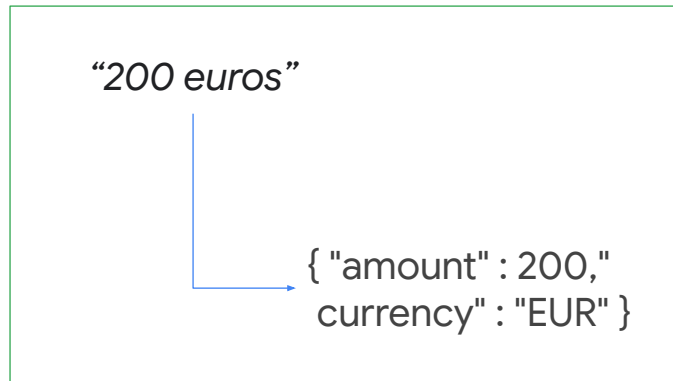 “200 euros”
{ "amount" : 200,"
currency" : "EUR" }